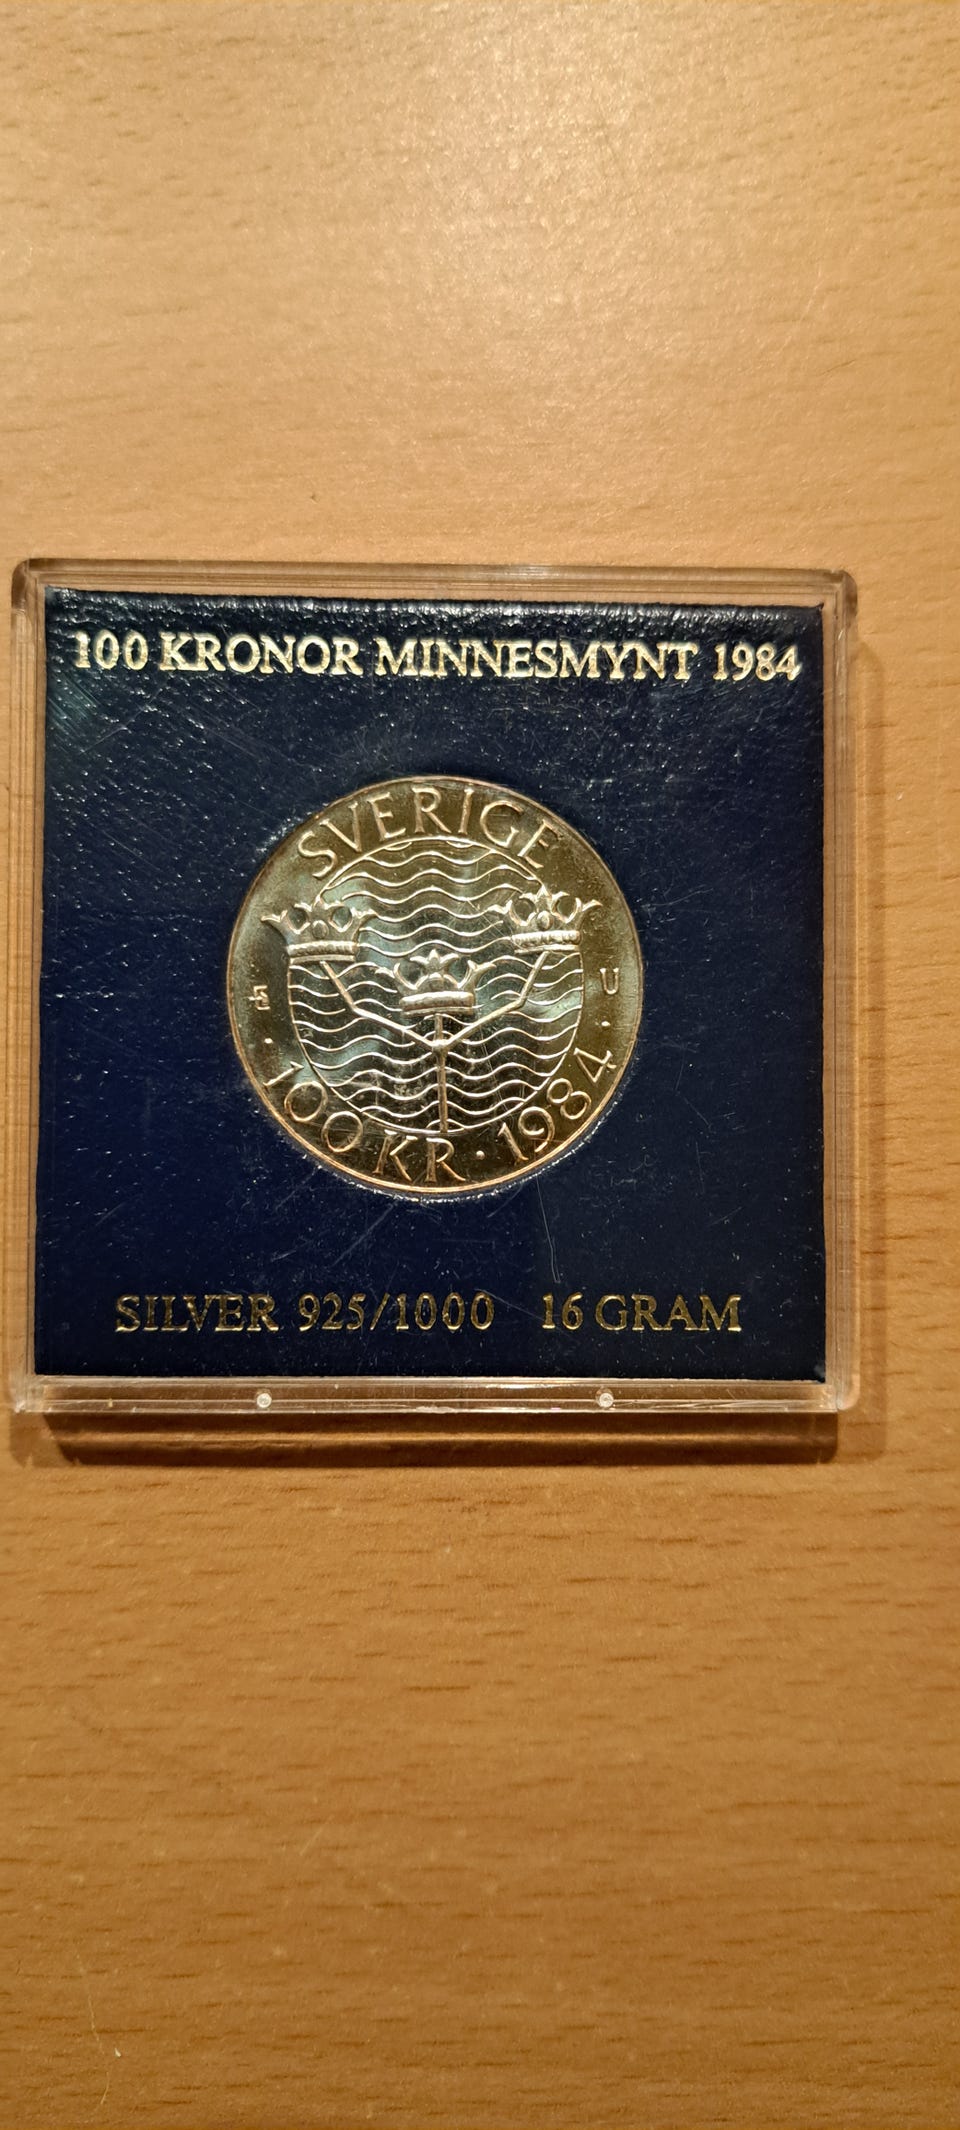 100 KRONOR MINNESMYNT 1984
SVERIGE
U
100 KR · 1984
SILVER 925/1000 16 GRAM